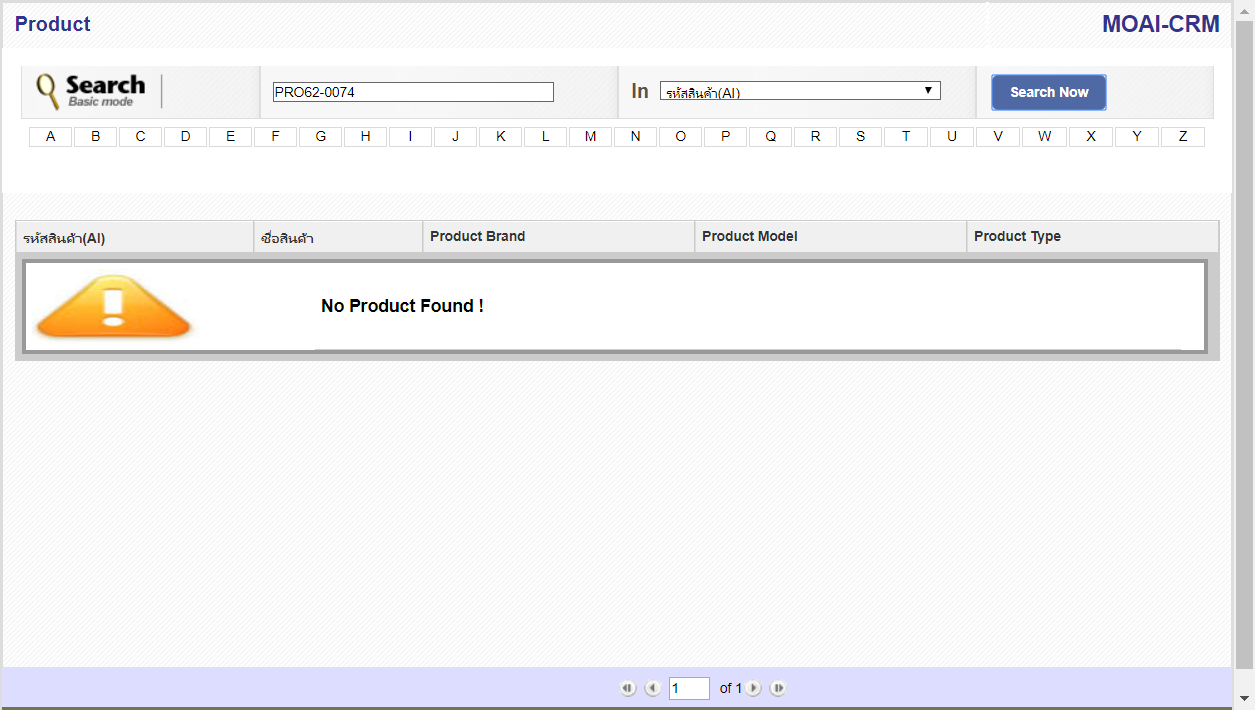 Product
MOAI-CRM
Search
Basic mode
PRO62-0074
In
รหัสสินค้า(AI)
Search Now
A B C D E F G H I J K L M N O P Q R S T U V W X Y Z
รหัสสินค้า(AI) ชื่อสินค้า Product Brand Product Model Product Type
No Product Found !
1 of 1